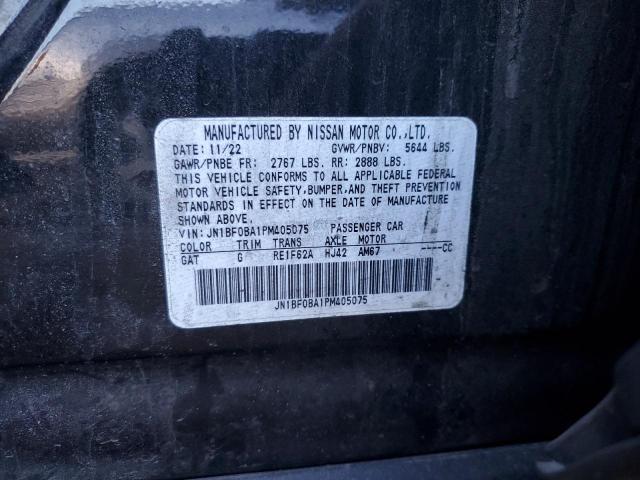 MANUFACTURED BY NISSAN MOTOR CO.,LTD.
DATE: 11/22 GVWR/PNBV: 5644 LBS.
GAWR/PNBE FR: 2767 LBS. RR: 2888 LBS.
THIS VEHICLE CONFORMS TO ALL APPLICABLE FEDERAL
MOTOR VEHICLE SAFETY,BUMPER,AND THEFT PREVENTION
STANDARDS IN EFFECT ON THE DATE OF MANUFACTURE
SHOWN ABOVE.
VIN: JN1BF0BA1PM405075 PASSENGER CAR
COLOR TRIM TRANS AXLE MOTOR
GAT G RE1F62A HJ42 AM67 ----CC
JN1BF0BA1PM405075